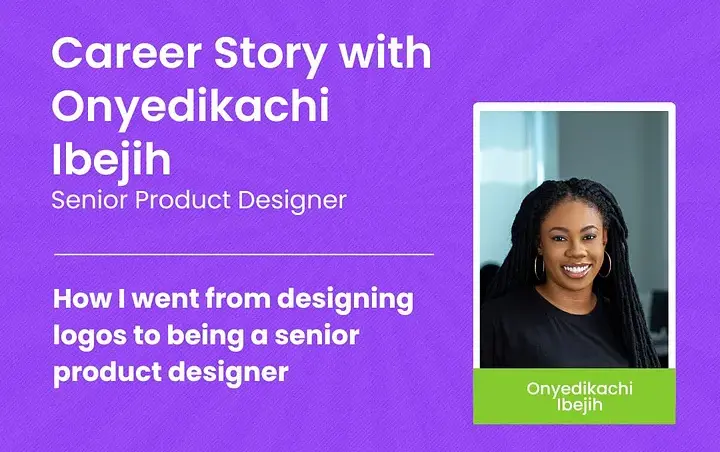 Career Story with
Onyedikachi
Ibejih
Senior Product Designer
How I went from designing
logos to being a senior
product designer
Onyedikachi
Ibejih